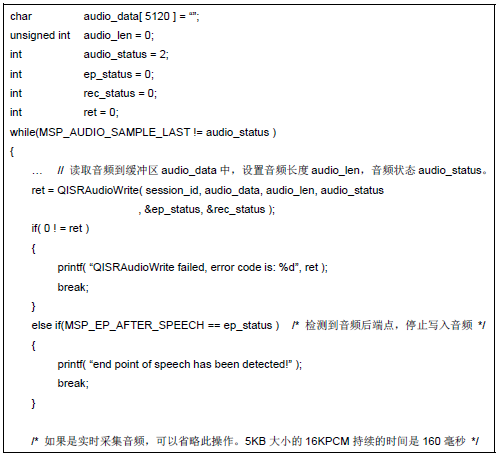 char audio_data[ 5120 ] = “”;
unsigned int audio_len = 0;
int audio_status = 2;
int ep_status = 0;
int rec_status = 0;
int ret = 0;
while(MSP_AUDIO_SAMPLE_LAST != audio_status )
{
… // 读取音频到缓冲区 audio_data 中，设置音频长度 audio_len，音频状态 audio_status。
ret = QISRAudioWrite( session_id, audio_data, audio_len, audio_status
, &ep_status, &rec_status );
if( 0 ! = ret )
{
printf( “QISRAudioWrite failed, error code is: %d”, ret );
break;
}
else if(MSP_EP_AFTER_SPEECH == ep_status ) /* 检测到音频后端点，停止写入音频 */
{
printf( “end point of speech has been detected!” );
break;
}
/* 如果是实时采集音频，可以省略此操作。5KB 大小的 16KPCM 持续的时间是 160 毫秒 */